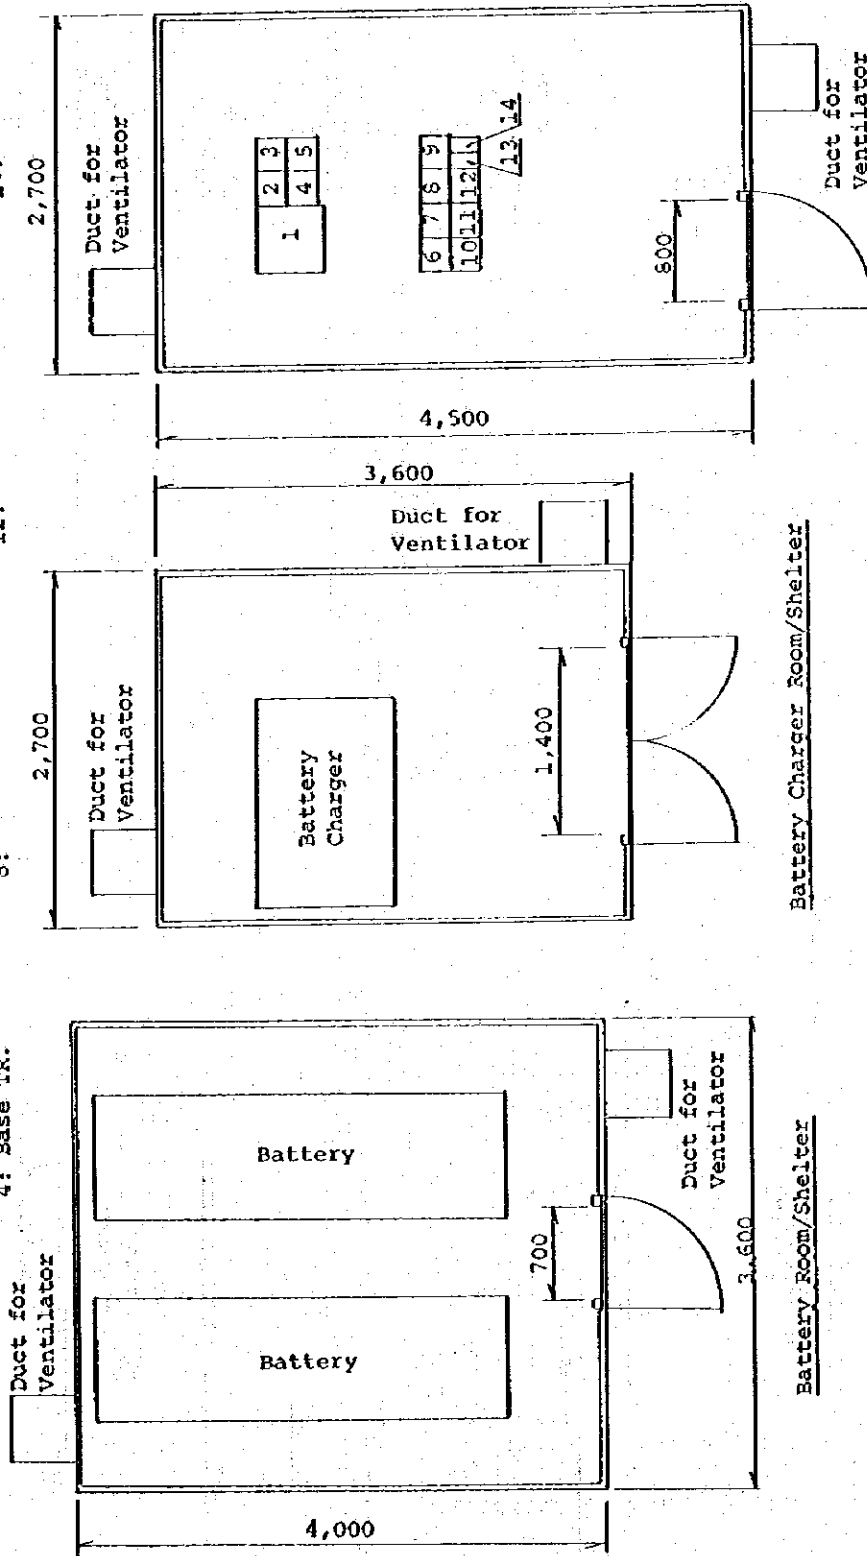 4: Base TR.
Duct for
Ventilator
4,000
Battery
Battery
700
Duct for
Ventilator
3,600
Battery Room/Shelter
2,700
Duct for
Ventilator
3,600
Duct for
Ventilator
Battery
Charger
1,400
Battery Charger Room/Shelter
2,700
Duct for
Ventilator
4,500
1
2 3
4 5
6 7 8 9
10 11 12
13 14
800
Duct for
Ventilator